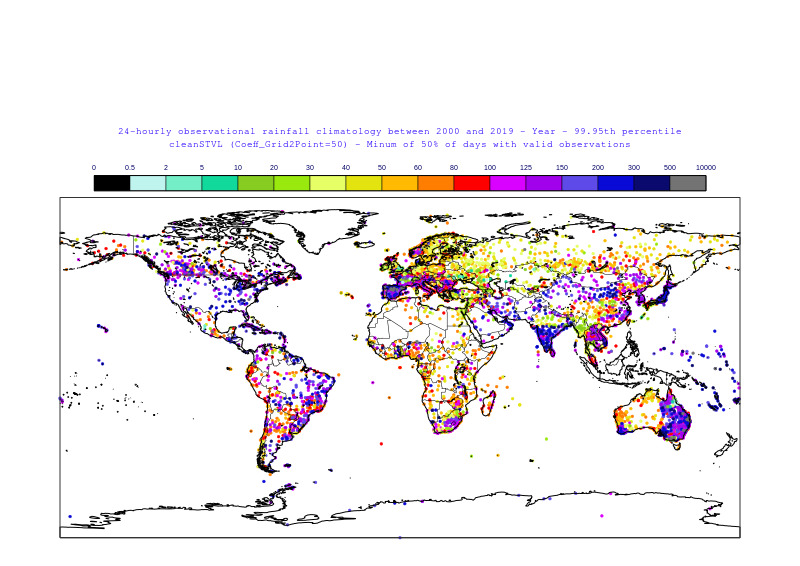 24-hourly observational rainfall climatology between 2000 and 2019 - Year - 99.95th percentile
cleanSTVL (Coeff_Grid2Point=50) - Minum of 50% of days with valid observations
0 0.5 2 5 10 20 30 40 50 60 80 100 125 150 200 300 500 10000